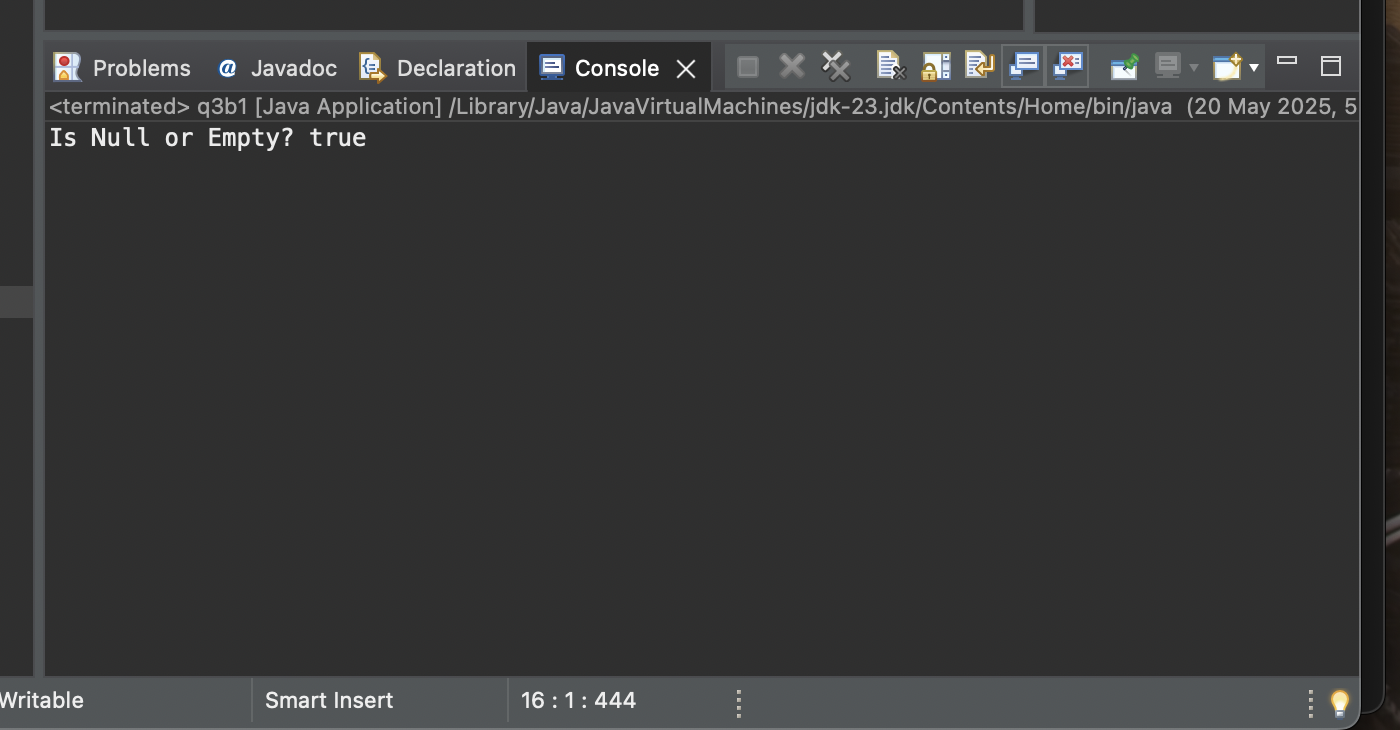 Problems @ Javadoc Declaration Console
<terminated> q3b1 [Java Application] /Library/Java/JavaVirtualMachines/jdk-23.jdk/Contents/Home/bin/java (20 May 2025, 5
Is Null or Empty? true
Writable Smart Insert 16 : 1 : 444